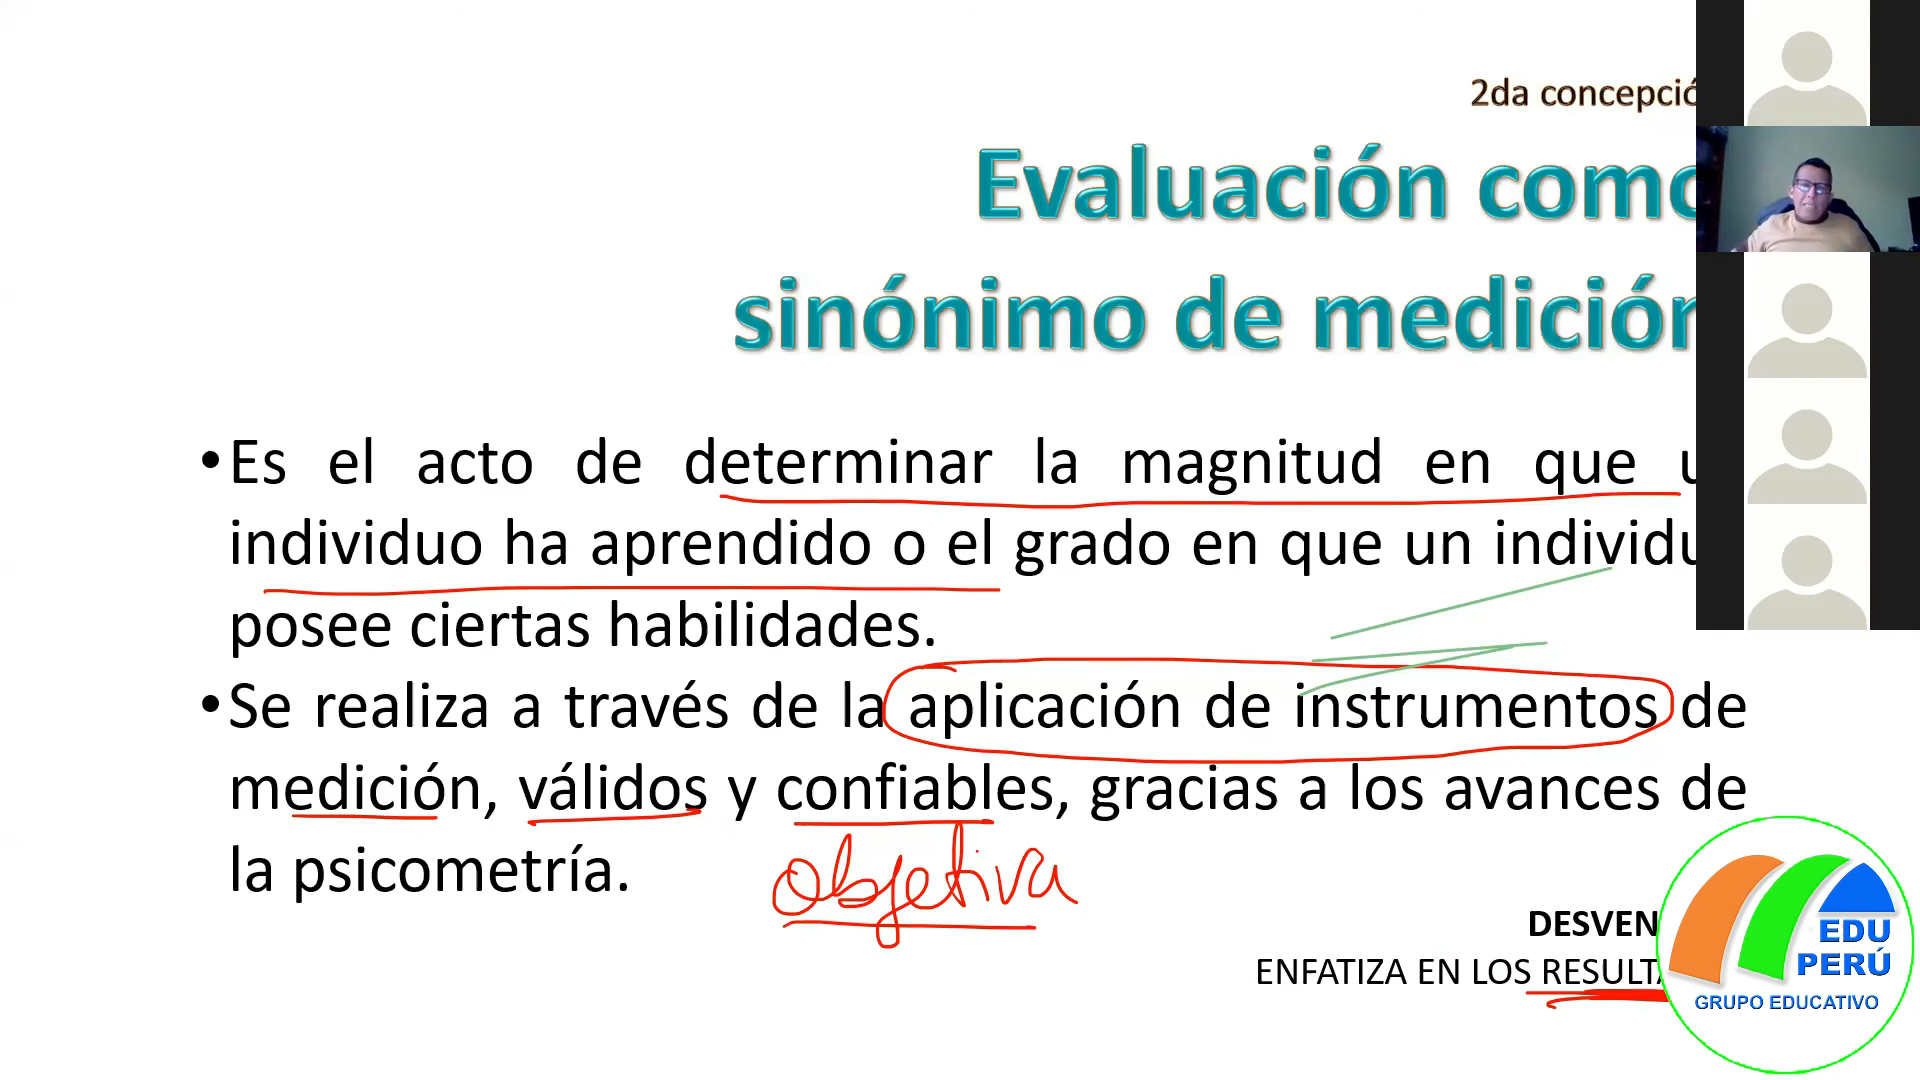 2da concepció
Evaluación como
sinónimo de medición
•Es el acto de determinar la magnitud en que u
individuo ha aprendido o el grado en que un individu
posee ciertas habilidades.
•Se realiza a través de la aplicación de instrumentos de
medición, válidos y confiables, gracias a los avances de
la psicometría.
objetiva
DESVEN
ENFATIZA EN LOS RESULTA
EDU
PERÚ
GRUPO EDUCATIVO